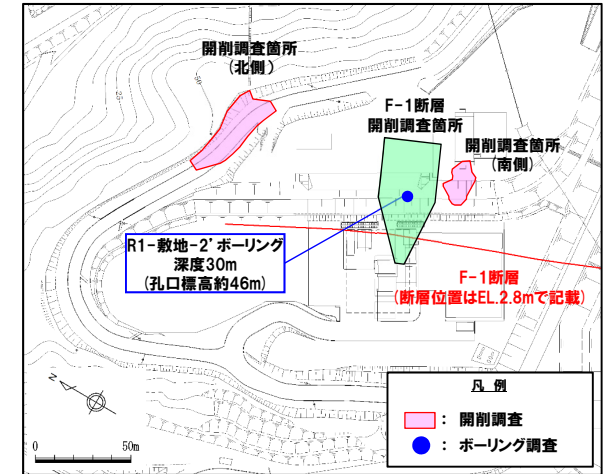 開削調査箇所
(北側)
F-1断層
開削調査箇所
開削調査箇所
(南側)
R1-敷地-2'ボーリング
深度30m
(孔口標高約46m)
F-1断層
(断層位置はEL.2.8mで記載)
N
0 50m
凡 例
: 開削調査
: ボーリング調査